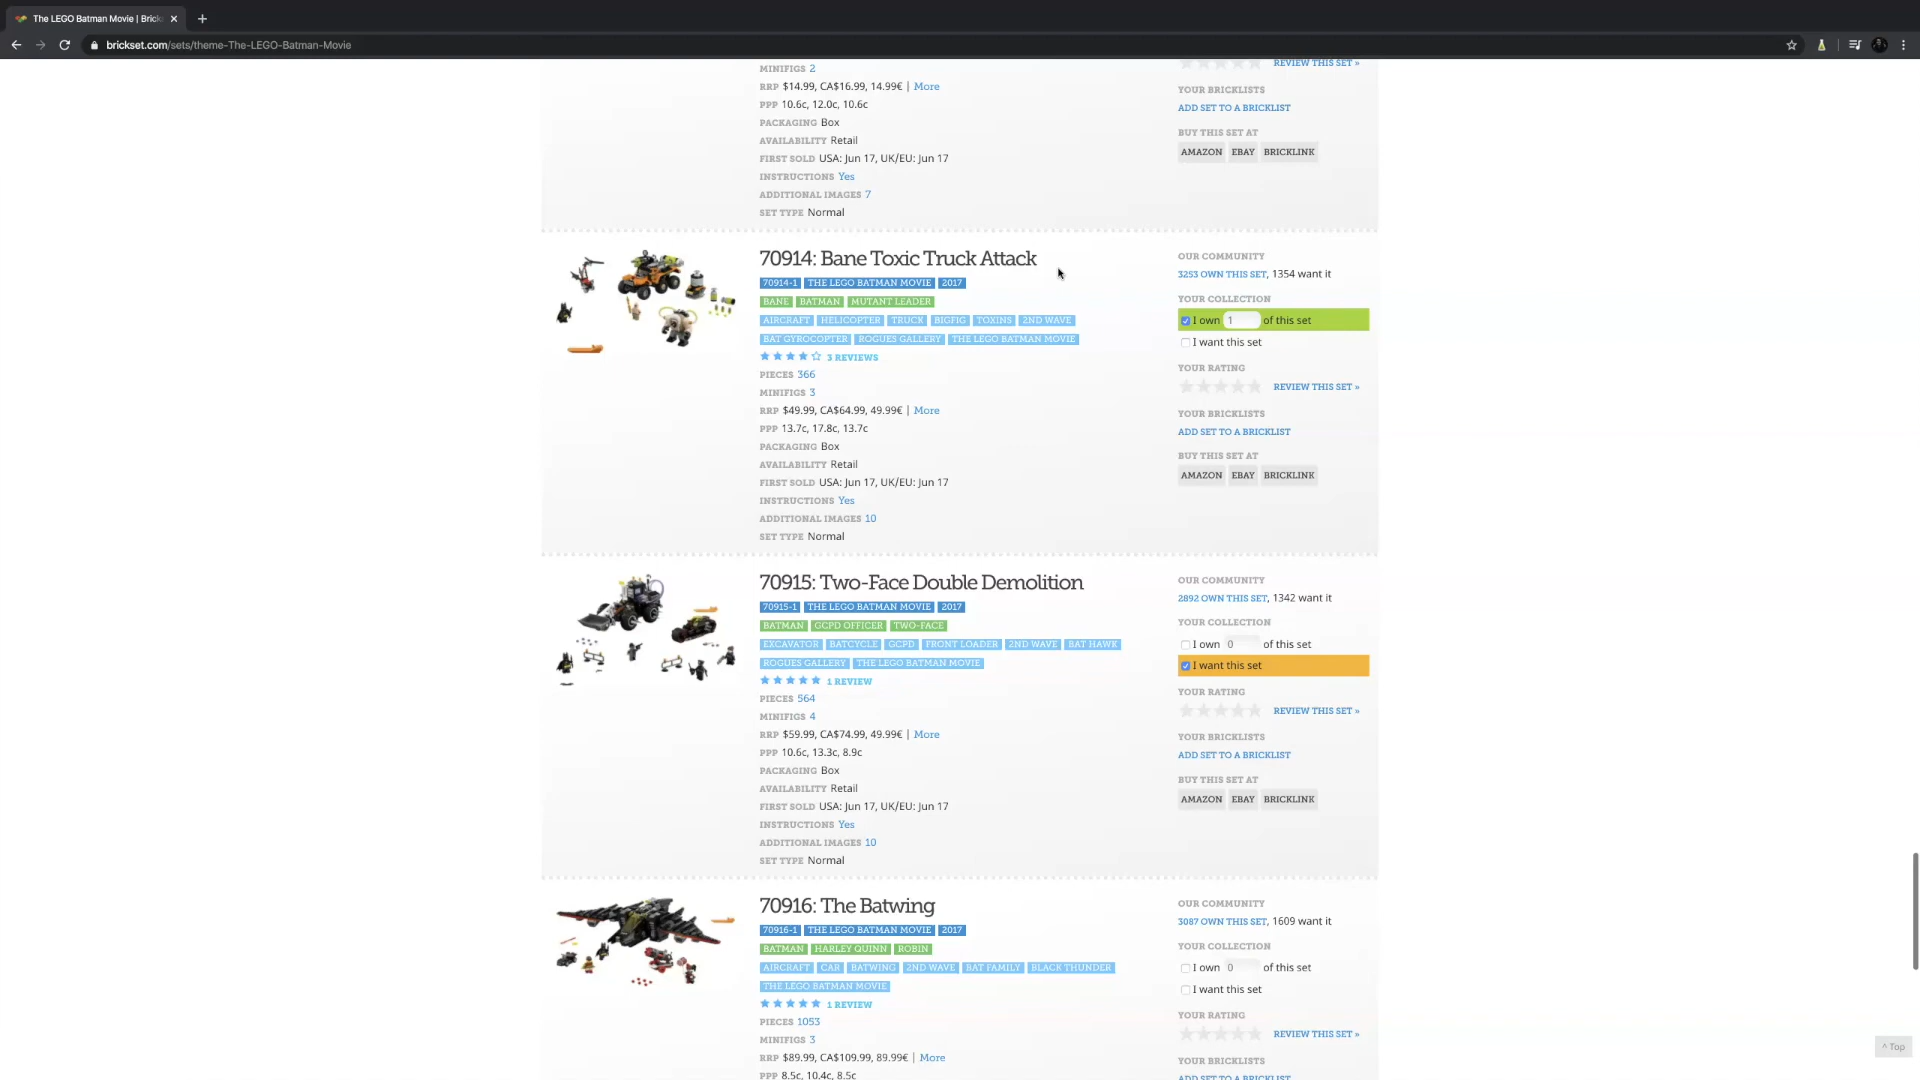 The LEGO Batman Movie | Brick
brickset.com/sets/theme-The-LEGO-Batman-Movie
MINIFIGS 2
RRP $14.99, CA$16.99, 14.99€ | More
PPP 10.6c, 12.0c, 10.6c
PACKAGING Box
AVAILABILITY Retail
FIRST SOLD USA: Jun 17, UK/EU: Jun 17
INSTRUCTIONS Yes
ADDITIONAL IMAGES 7
SET TYPE Normal
REVIEW THIS SET »
YOUR BRICKLISTS
ADD SET TO A BRICKLIST
BUY THIS SET AT
AMAZON EBAY BRICKLINK
70914: Bane Toxic Truck Attack
70914-1 THE LEGO BATMAN MOVIE 2017
BANE BATMAN MUTANT LEADER
AIRCRAFT HELICOPTER TRUCK BIGFIG TOXINS 2ND WAVE
BAT GYROCOPTER ROGUES GALLERY THE LEGO BATMAN MOVIE
3 REVIEWS
PIECES 366
MINIFIGS 3
RRP $49.99, CA$64.99, 49.99€ | More
PPP 13.7c, 17.8c, 13.7c
PACKAGING Box
AVAILABILITY Retail
FIRST SOLD USA: Jun 17, UK/EU: Jun 17
INSTRUCTIONS Yes
ADDITIONAL IMAGES 10
SET TYPE Normal
OUR COMMUNITY
3253 OWN THIS SET, 1354 want it
YOUR COLLECTION
I own 1 of this set
I want this set
YOUR RATING
REVIEW THIS SET »
YOUR BRICKLISTS
ADD SET TO A BRICKLIST
BUY THIS SET AT
AMAZON EBAY BRICKLINK
70915: Two-Face Double Demolition
70915-1 THE LEGO BATMAN MOVIE 2017
BATMAN GCPD OFFICER TWO-FACE
EXCAVATOR BATCYCLE GCPD FRONT LOADER 2ND WAVE BAT HAWK
ROGUES GALLERY THE LEGO BATMAN MOVIE
1 REVIEW
PIECES 564
MINIFIGS 4
RRP $59.99, CA$74.99, 49.99€ | More
PPP 10.6c, 13.3c, 8.9c
PACKAGING Box
AVAILABILITY Retail
FIRST SOLD USA: Jun 17, UK/EU: Jun 17
INSTRUCTIONS Yes
ADDITIONAL IMAGES 10
SET TYPE Normal
OUR COMMUNITY
2892 OWN THIS SET, 1342 want it
YOUR COLLECTION
I own 0 of this set
I want this set
YOUR RATING
REVIEW THIS SET »
YOUR BRICKLISTS
ADD SET TO A BRICKLIST
BUY THIS SET AT
AMAZON EBAY BRICKLINK
70916: The Batwing
70916-1 THE LEGO BATMAN MOVIE 2017
BATMAN HARLEY QUINN ROBIN
AIRCRAFT CAR BATWING 2ND WAVE BAT FAMILY BLACK THUNDER
THE LEGO BATMAN MOVIE
1 REVIEW
PIECES 1053
MINIFIGS 3
RRP $89.99, CA$109.99, 89.99€ | More
PPP 8.5c, 10.4c, 8.5c
OUR COMMUNITY
3087 OWN THIS SET, 1609 want it
YOUR COLLECTION
I own 0 of this set
I want this set
YOUR RATING
REVIEW THIS SET »
YOUR BRICKLISTS
ADD SET TO A BRICKLIST
^ Top